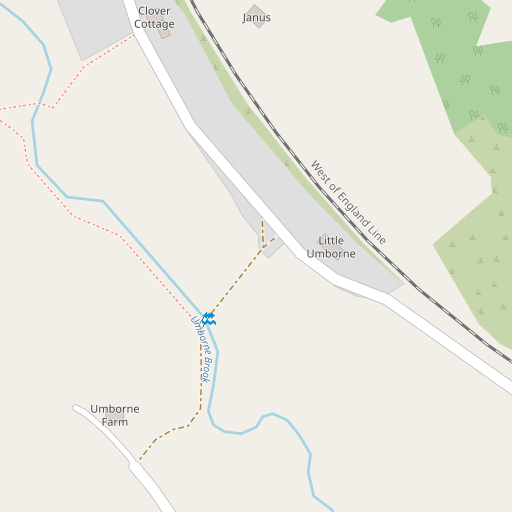 Clover
Cottage
Janus
West of England Line
Little
Umborne
Umborne Brook
Umborne
Farm